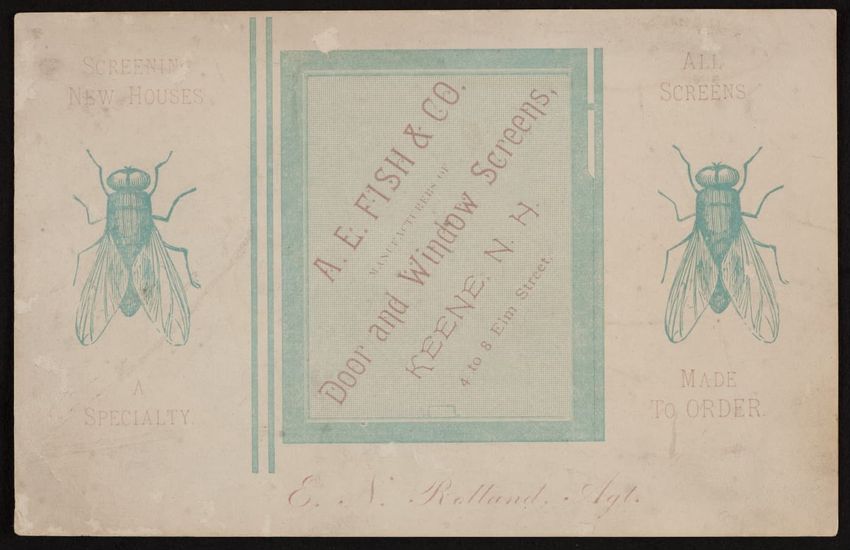 SCREENING
NEW HOUSES
A
SPECIALTY.
A. E. FISH & CO.
MANUFACTURERS OF
Door and Window Screens,
KEENE, N. H.
4 to 8 Elm Street.
ALL
SCREENS
MADE
TO ORDER.
E. N. Agt.